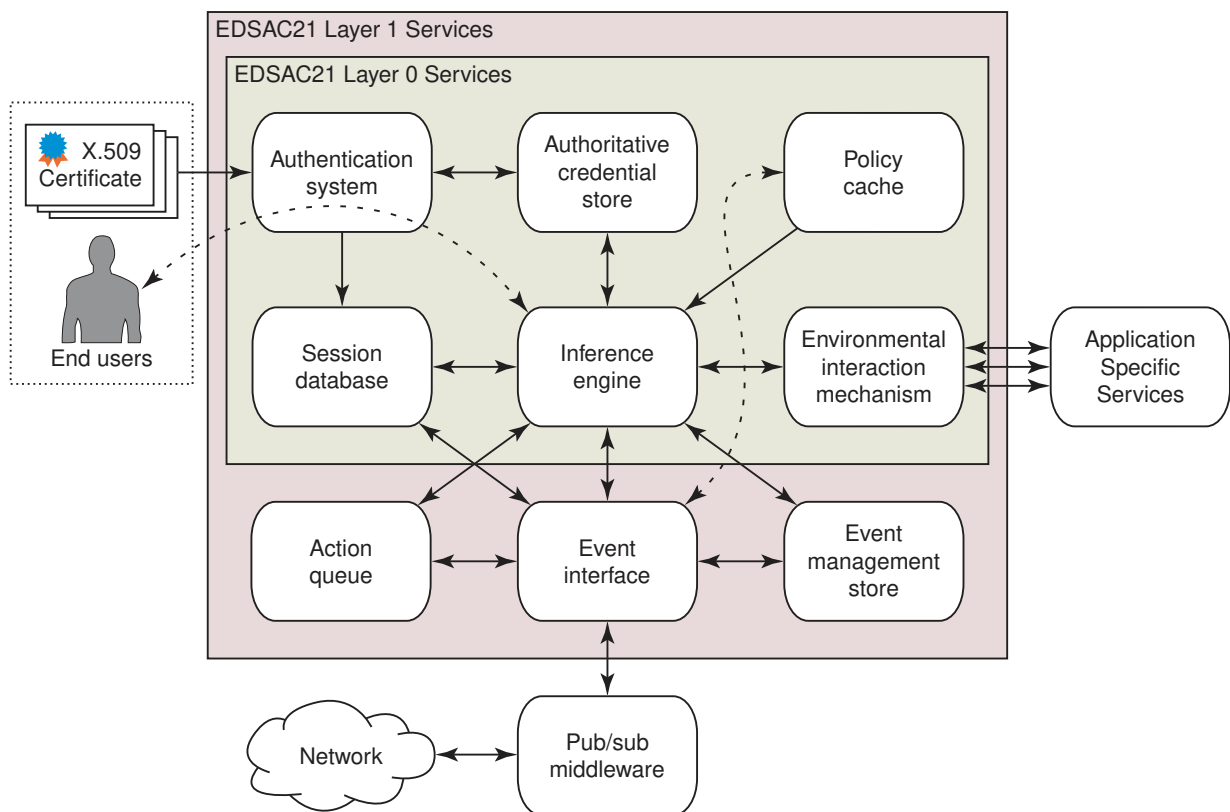 EDSAC21 Layer 1 Services
EDSAC21 Layer 0 Services
X.509
Certificate
End users
Authentication
system
Authoritative
credential
store
Policy
cache
Session
database
Inference
engine
Environmental
interaction
mechanism
Application
Specific
Services
Action
queue
Event
interface
Event
management
store
Network
Pub/sub
middleware